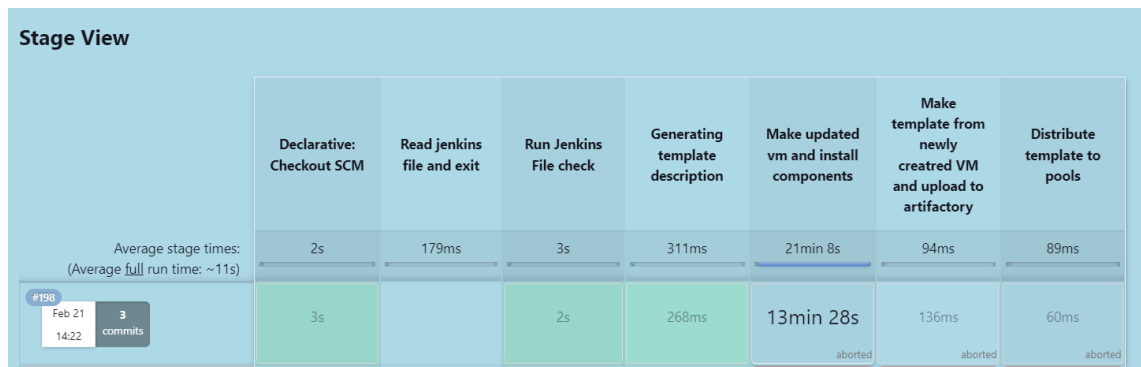 Stage View
Declarative:
Checkout SCM
Read jenkins
file and exit
Run Jenkins
File check
Generating
template
description
Make updated
vm and install
components
Make
template from
newly
creatred VM
and upload to
artifactory
Distribute
template to
pools
Average stage times:
(Average full run time: ~11s)
2s
179ms
3s
311ms
21min 8s
94ms
89ms
#198
Feb 21
14:22
3
commits
3s
2s
268ms
13min 28s
aborted
136ms
aborted
60ms
aborted